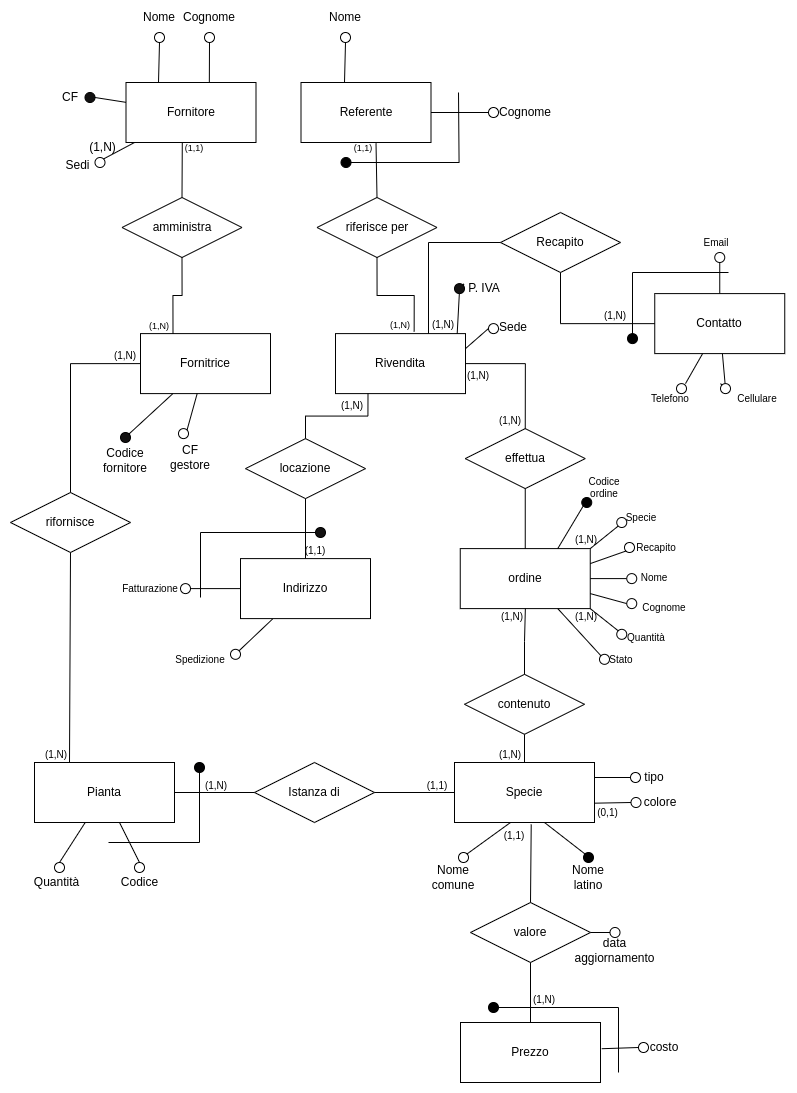 Nome Cognome Nome
CF
Fornitore
Referente
Cognome
(1,N)
(1,1)
(1,1)
Sedi
amministra
riferisce per
Recapito
Email
P. IVA
(1,N)
Contatto
(1,N)
(1,N)
(1,N)
Sede
(1,N)
Fornitrice
Rivendita
(1,N)
Telefono
Cellulare
(1,N)
(1,N)
Codice
fornitore
CF
gestore
locazione
effettua
Codice
ordine
rifornisce
Specie
(1,N)
Recapito
(1,1)
Fatturazione
Indirizzo
ordine
Nome
Cognome
(1,N)
(1,N)
Quantità
Spedizione
Stato
contenuto
(1,N)
(1,N)
Pianta
(1,N)
Istanza di
(1,1)
Specie
tipo
colore
(0,1)
(1,1)
Quantità
Codice
Nome
comune
Nome
latino
valore
data
aggiornamento
(1,N)
Prezzo
costo